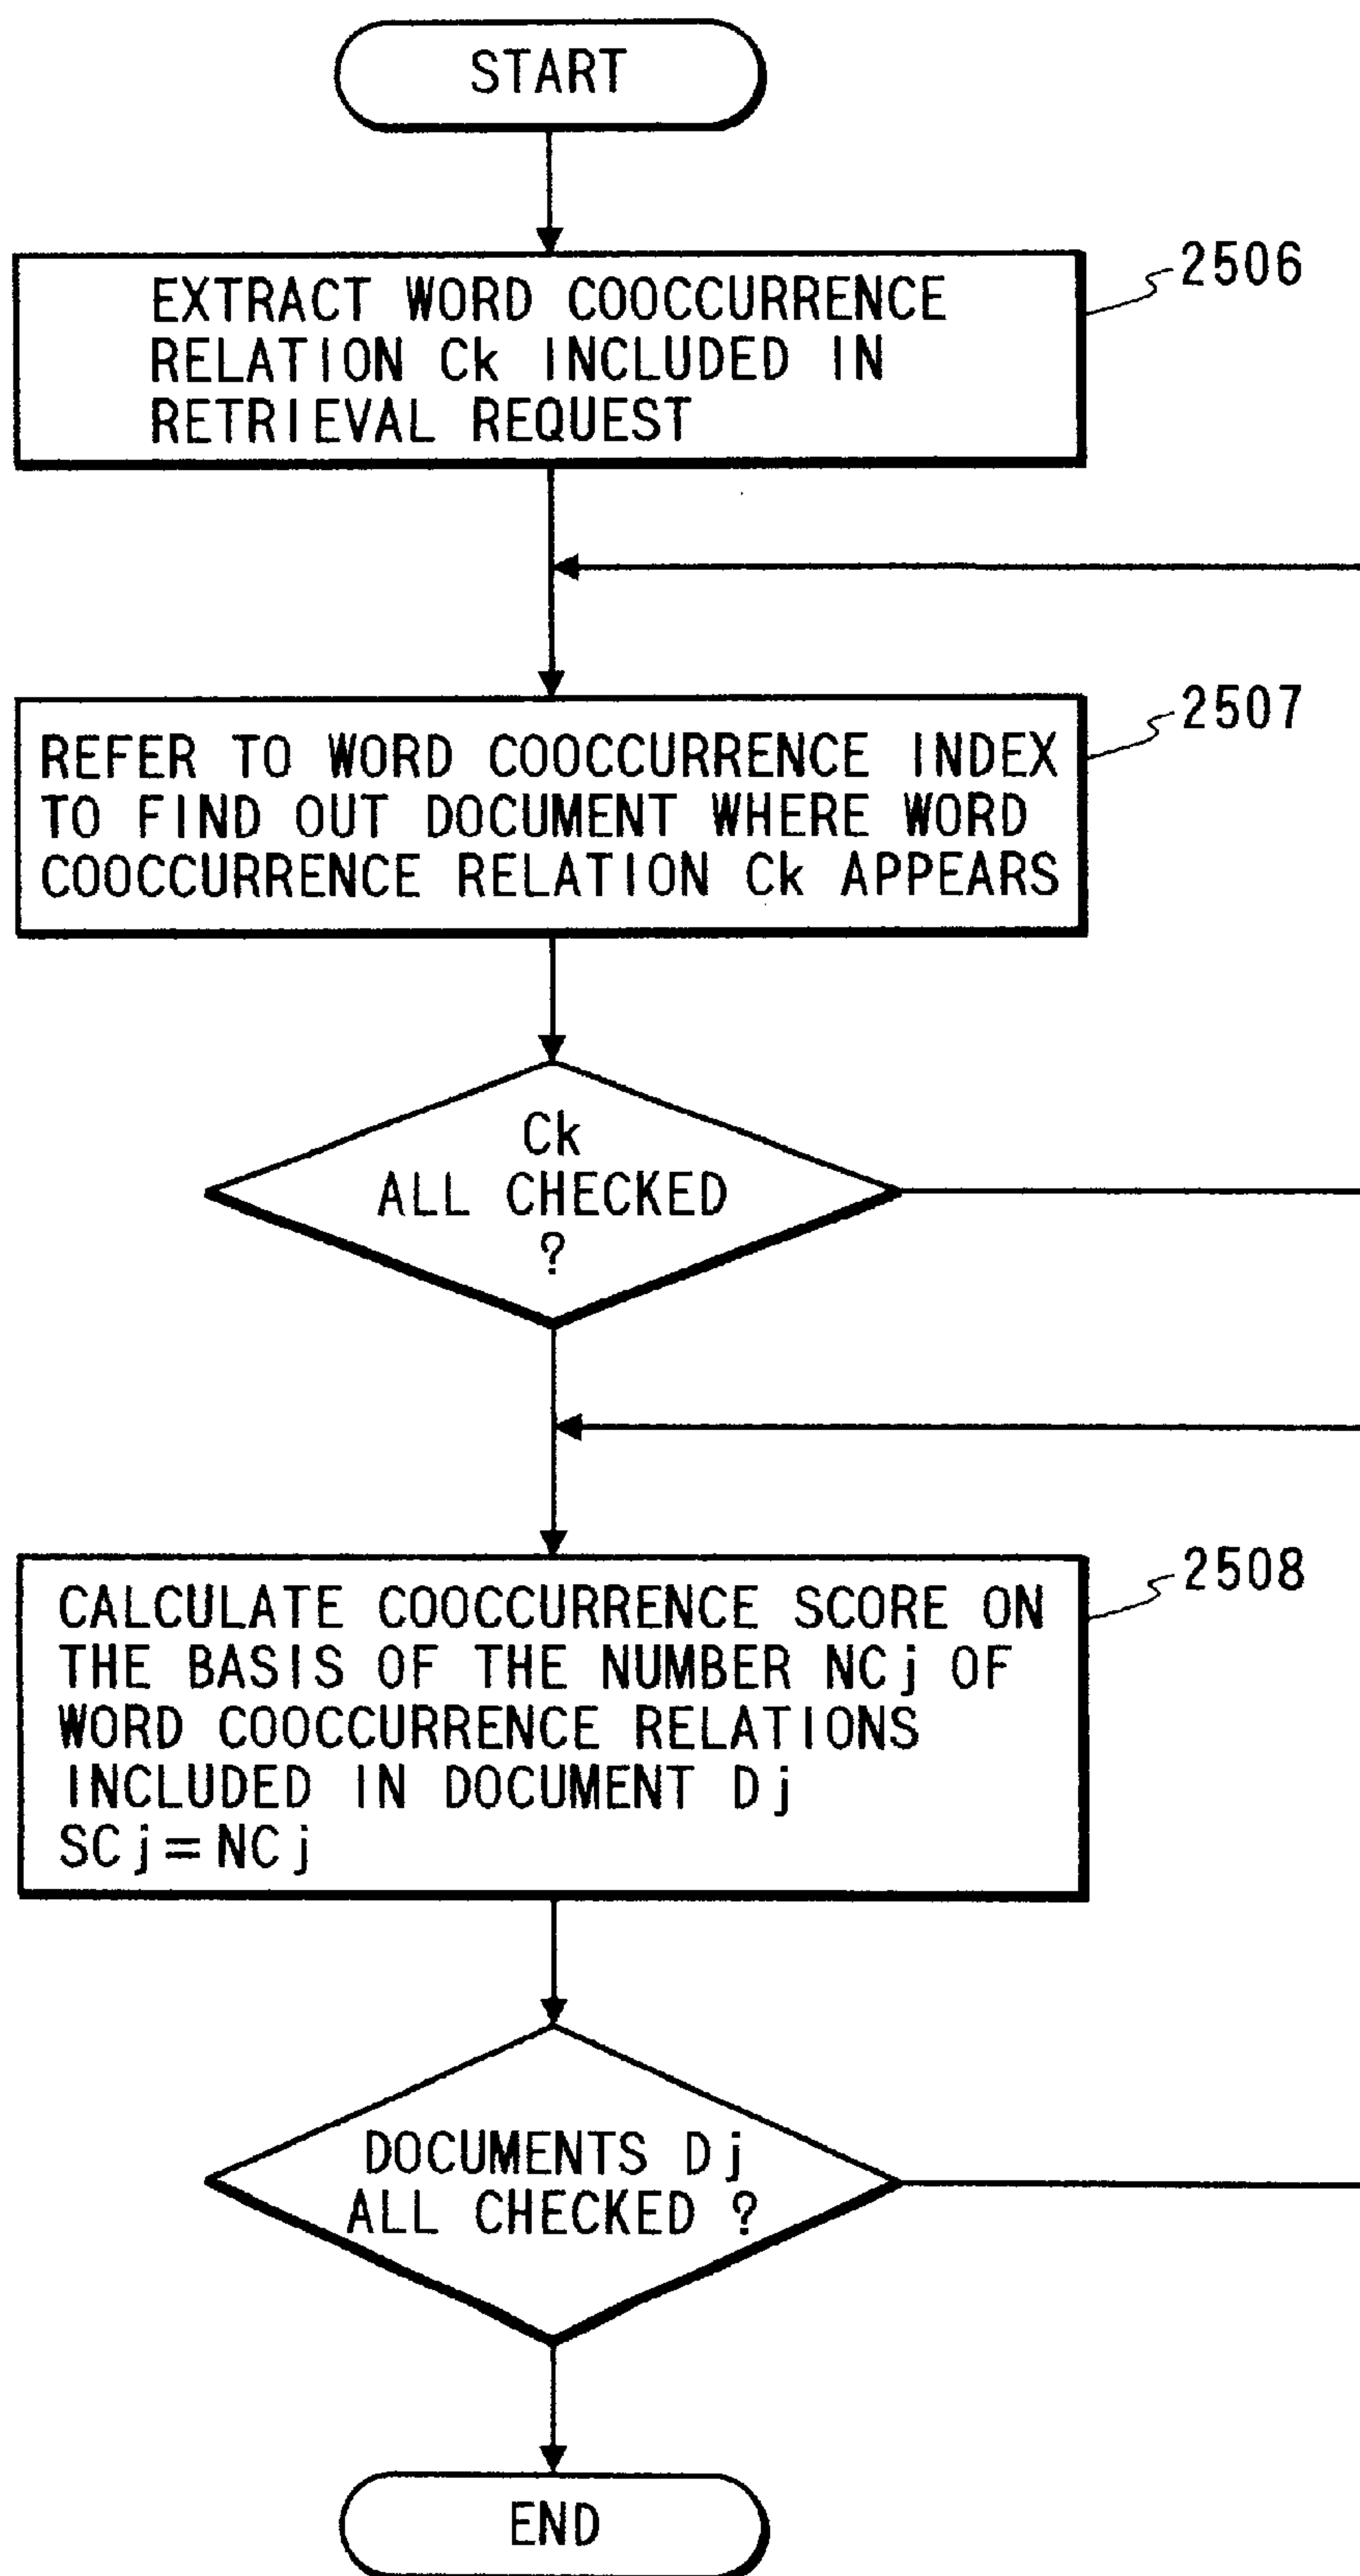 START
2506
EXTRACT WORD COOCCURRENCE
RELATION Ck INCLUDED IN
RETRIEVAL REQUEST
2507
REFER TO WORD COOCCURRENCE INDEX
TO FIND OUT DOCUMENT WHERE WORD
COOCCURRENCE RELATION Ck APPEARS
Ck
ALL CHECKED
?
2508
CALCULATE COOCCURRENCE SCORE ON
THE BASIS OF THE NUMBER NCj OF
WORD COOCCURRENCE RELATIONS
INCLUDED IN DOCUMENT Dj
SCj=NCj
DOCUMENTS Dj
ALL CHECKED ?
END